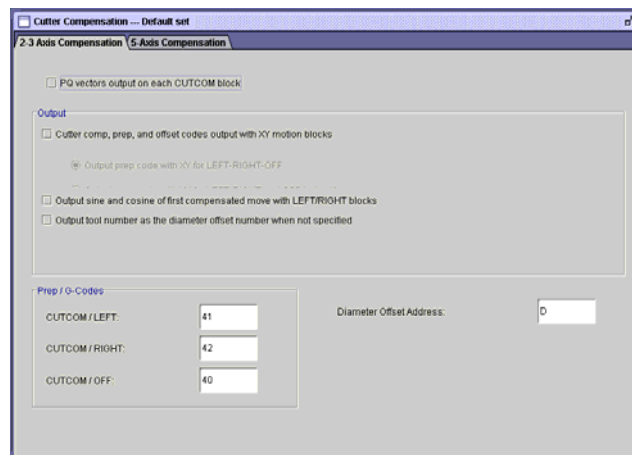 Cutter Compensation --- Default set
2-3 Axis Compensation 5-Axis Compensation
PQ vectors output on each CUTCOM block
Output
Cutter comp, prep, and offset codes output with XY motion blocks
Output prep code with XY for LEFT-RIGHT-OFF
Output sine and cosine of first compensated move with LEFT/RIGHT blocks
Output tool number as the diameter offset number when not specified
Prep / G-Codes
CUTCOM / LEFT: 41
Diameter Offset Address: D
CUTCOM / RIGHT: 42
CUTCOM / OFF: 40